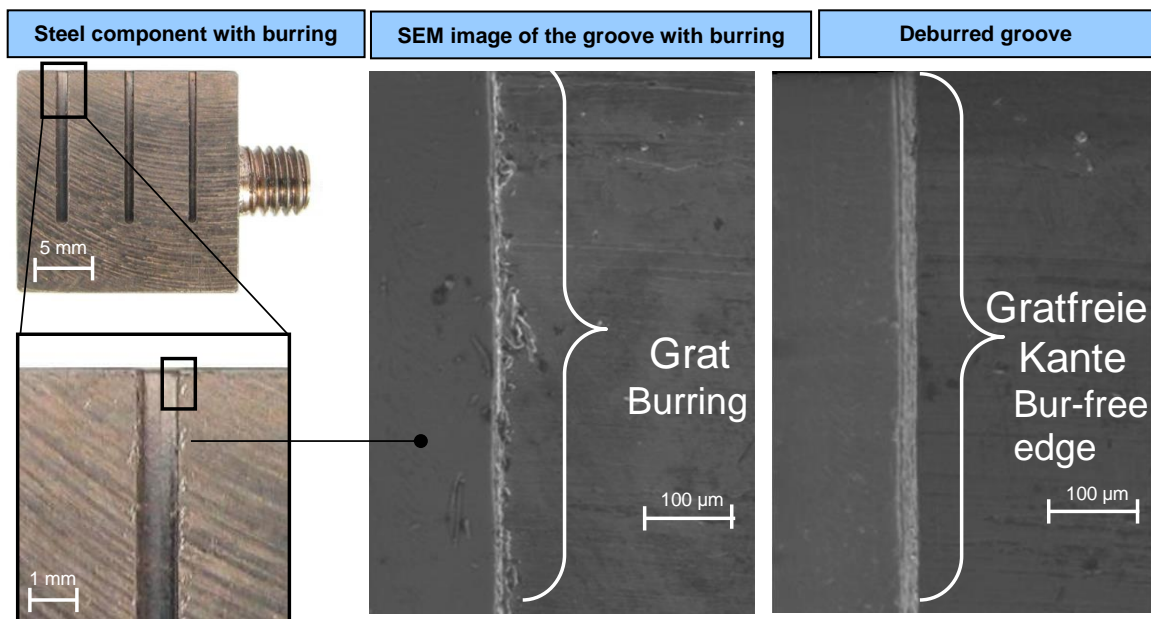 Steel component with burring
SEM image of the groove with burring
Deburred groove
5 mm
1 mm
Grat
Burring
100 µm
Gratfreie
Kante
Bur-free
edge
100 µm